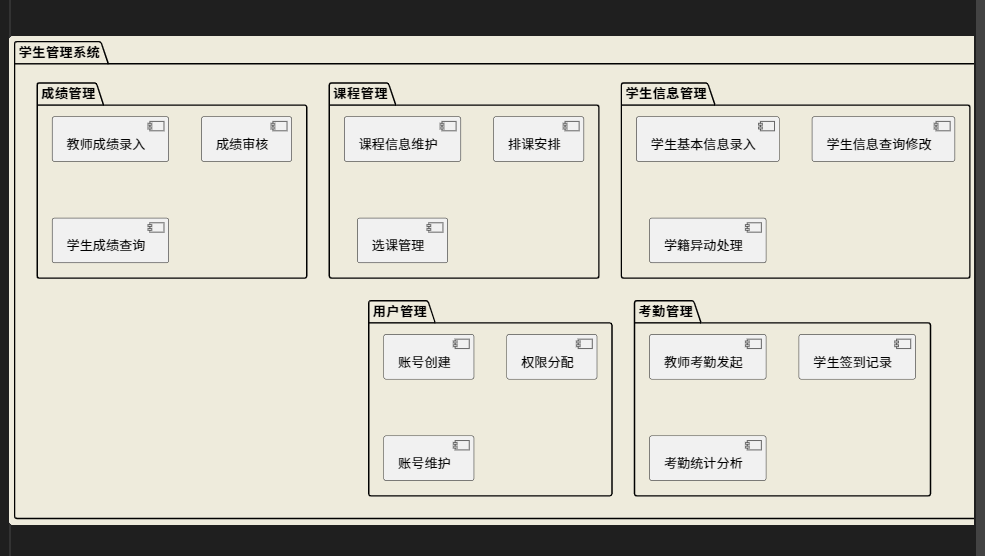 学生管理系统
成绩管理
教师成绩录入
成绩审核
学生成绩查询
课程管理
课程信息维护
排课安排
选课管理
学生信息管理
学生基本信息录入
学生信息查询修改
学籍异动处理
用户管理
账号创建
权限分配
账号维护
考勤管理
教师考勤发起
学生签到记录
考勤统计分析